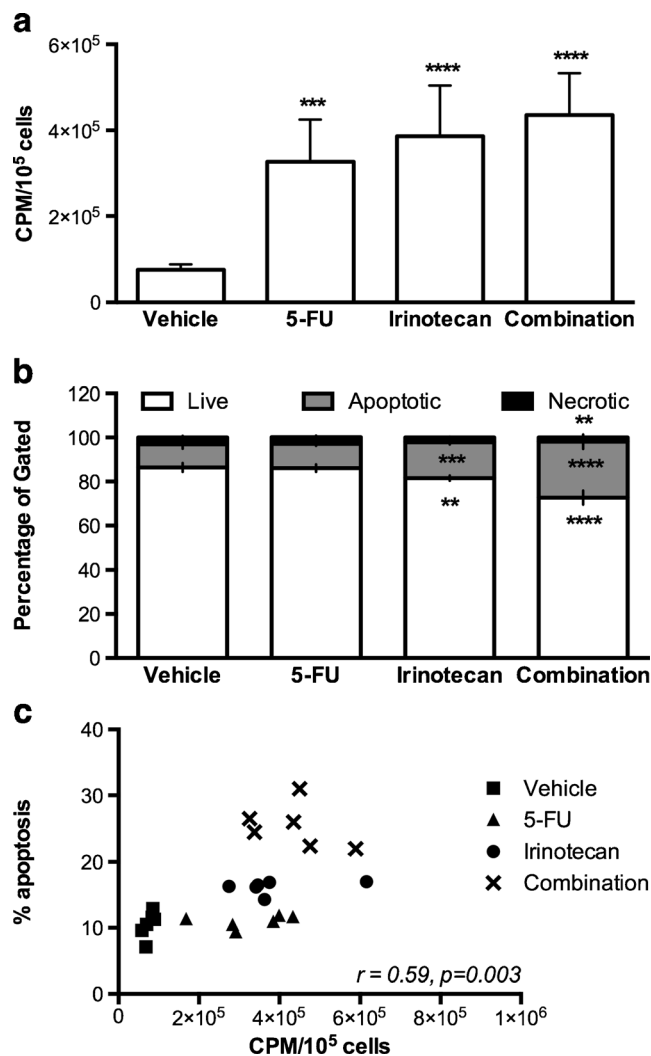 a
CPM/10⁵ cells
6×10⁵
4×10⁵
2×10⁵
0
***
****
****
Vehicle 5-FU Irinotecan Combination
b
Percentage of Gated
120
100
80
60
40
20
0
Live Apoptotic Necrotic
**
*** ****
** ****
Vehicle 5-FU Irinotecan Combination
c
% apoptosis
40
30
20
10
0
Vehicle
5-FU
Irinotecan
Combination
r = 0.59, p=0.003
0 2×10⁵ 4×10⁵ 6×10⁵ 8×10⁵ 1×10⁶
CPM/10⁵ cells